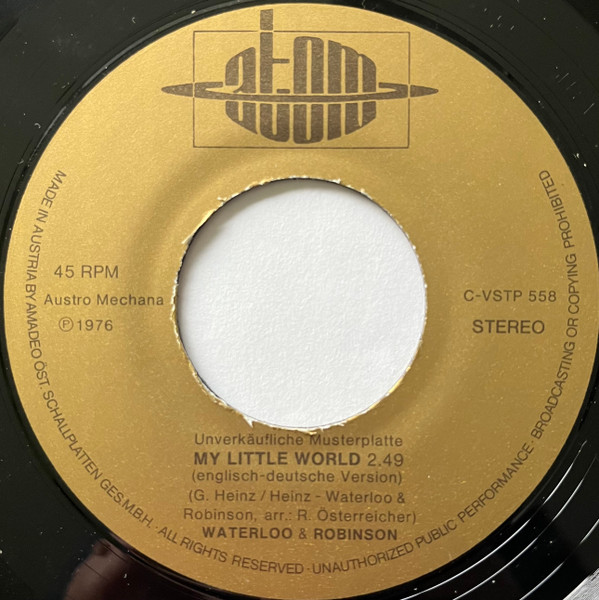 atom
45 RPM
Austro Mechana
Ⓟ 1976
C-VSTP 558
STEREO
Unverkäufliche Musterplatte
MY LITTLE WORLD 2.49
(englisch-deutsche Version)
(G. Heinz / Heinz - Waterloo &
Robinson, arr.: R. Österreicher)
WATERLOO & ROBINSON
MADE IN AUSTRIA BY AMADEO ÖST. SCHALLPLATTEN GES.M.B.H. · ALL RIGHTS RESERVED · UNAUTHORIZED PUBLIC PERFORMANCE · BROADCASTING OR COPYING PROHIBITED